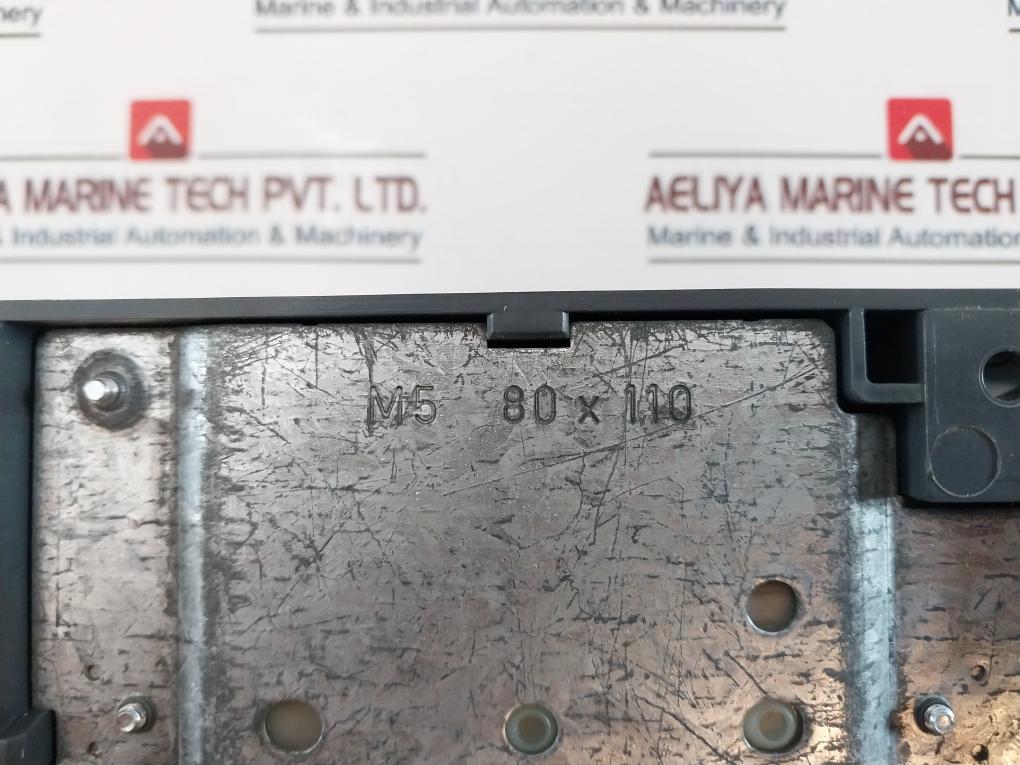 nery
Marine & Industrial Automation & Machinery
A MARINE TECH PVT. LTD.
& Industrial Automation & Machinery
AELIYA MARINE TECH
Marine & Industrial Automation
M5 80 x 110